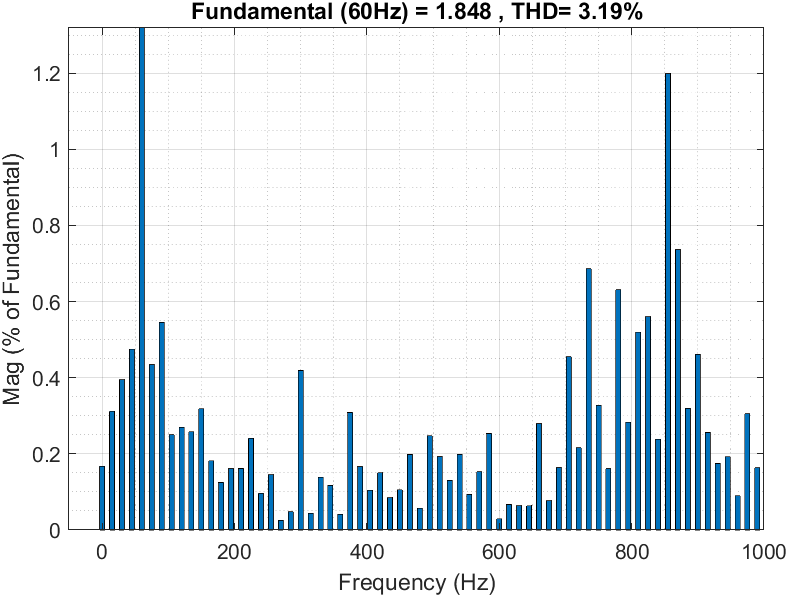 Fundamental (60Hz) = 1.848 , THD= 3.19%
Mag (% of Fundamental)
1.2
1
0.8
0.6
0.4
0.2
0
0 200 400 600 800 1000
Frequency (Hz)